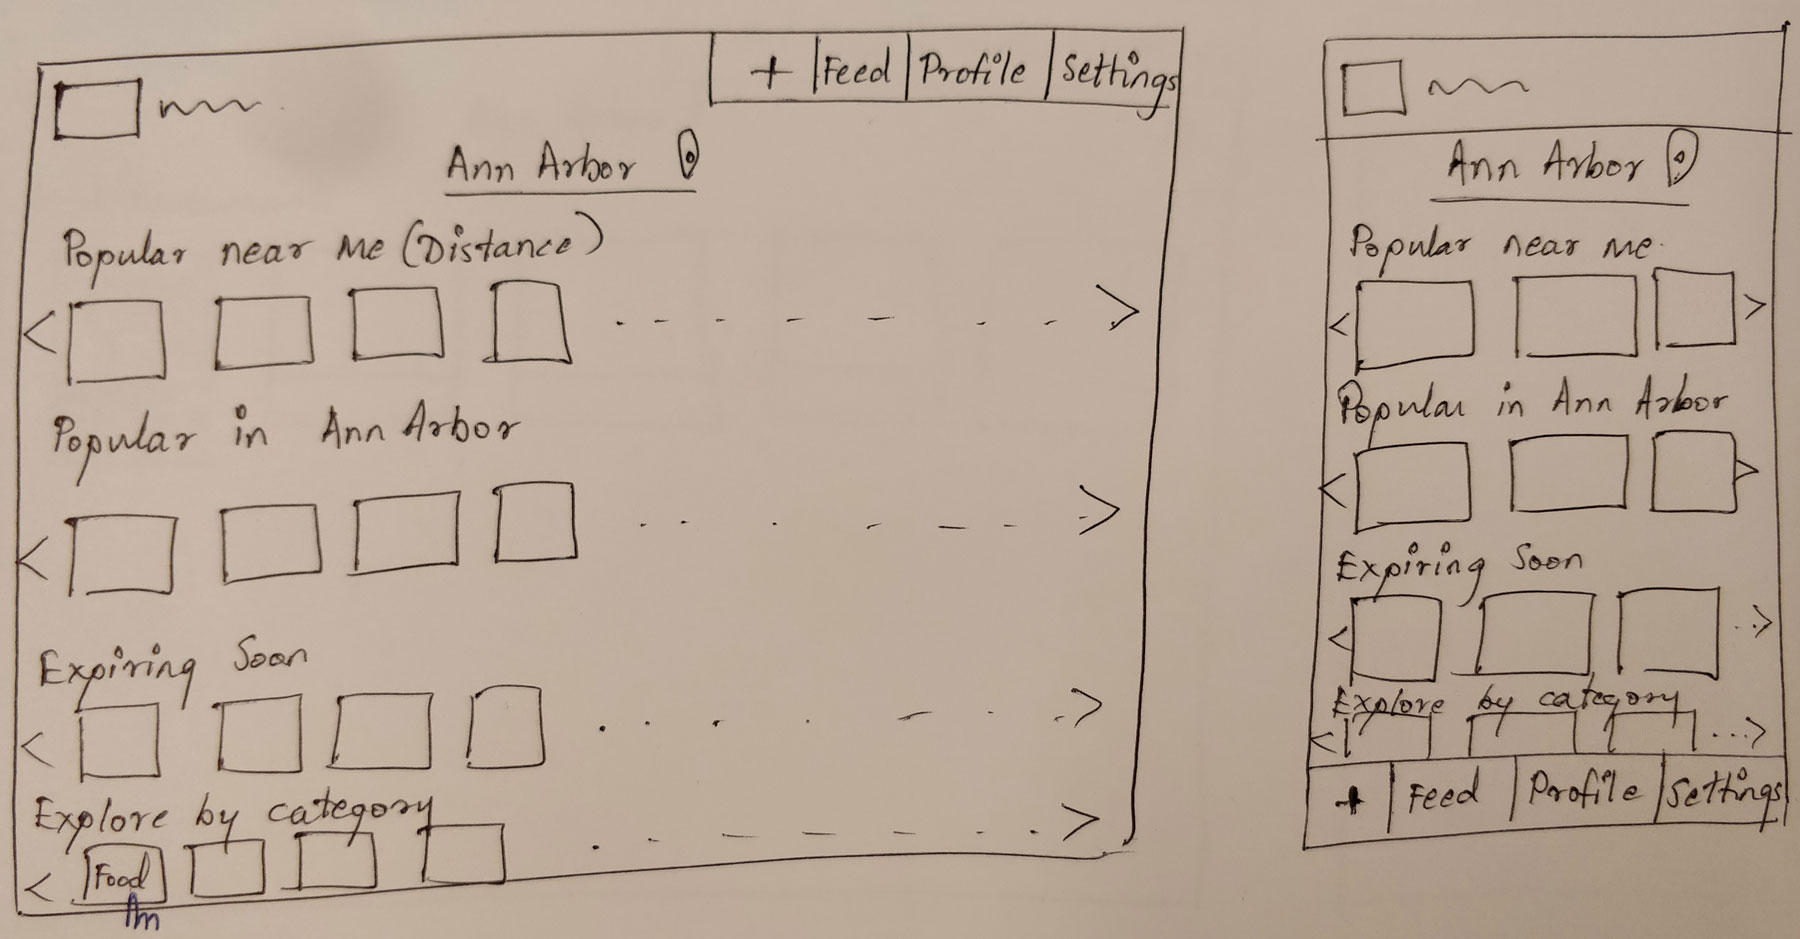 + Feed Profile Settings
Ann Arbor
Popular near me (Distance)
Popular in Ann Arbor
Expiring Soon
Explore by category
Food
Ann Arbor
Popular near me.
Popular in Ann Arbor
Expiring Soon
Explore by category
+ Feed Profile Settings